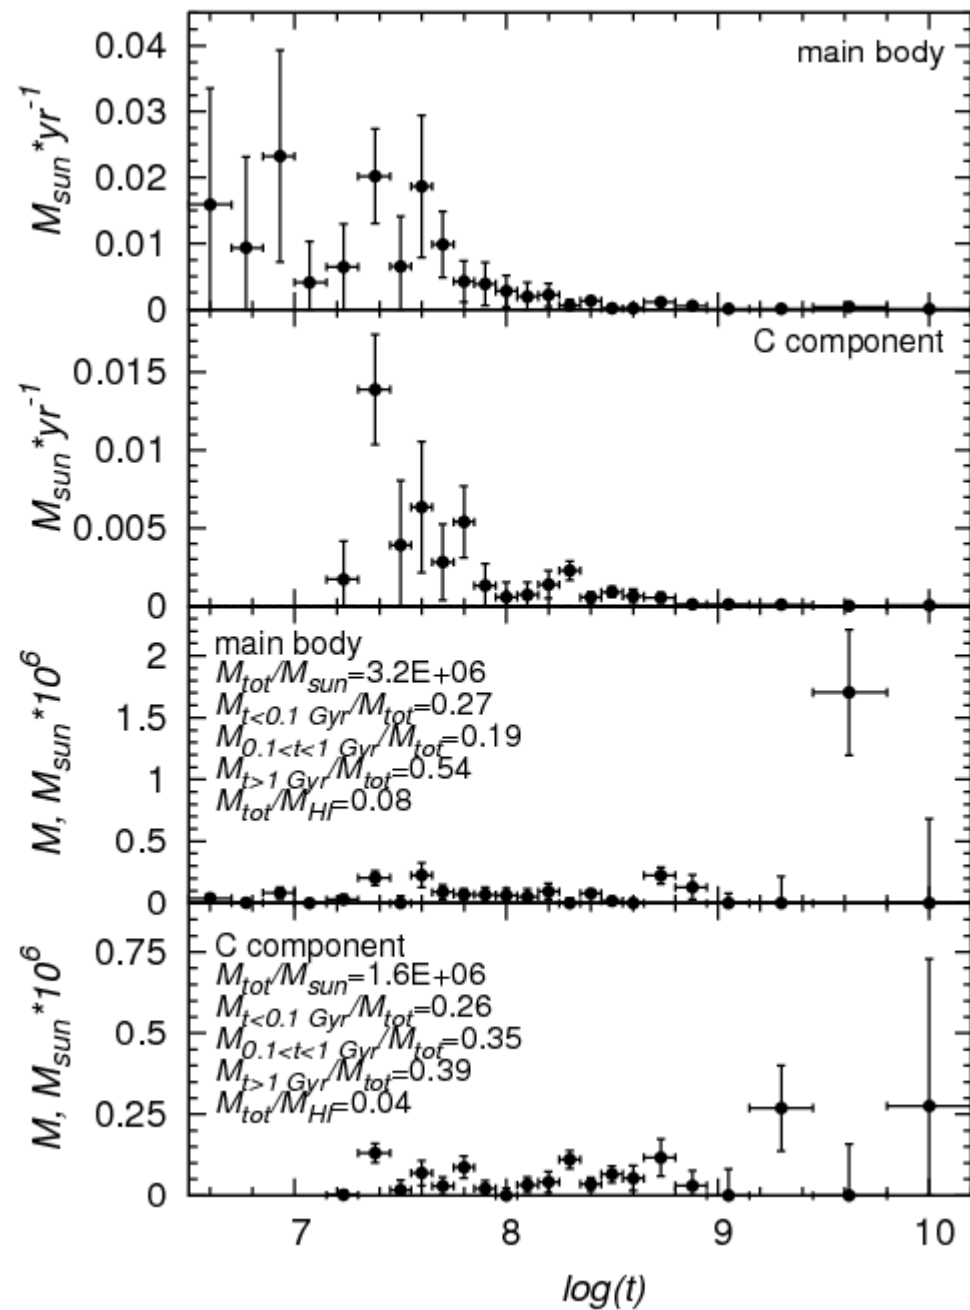 0.04
main body
0.03
0.02
0.01
0
M_sun*yr^-1
C component
0.015
0.01
0.005
0
M_sun*yr^-1
main body
M_tot/M_sun=3.2E+06
M_t<0.1 Gyr/M_tot=0.27
M_0.1<t<1 Gyr/M_tot=0.19
M_t>1 Gyr/M_tot=0.54
M_tot/M_HI=0.08
2
1.5
1
0.5
0
M, M_sun*10^6
C component
M_tot/M_sun=1.6E+06
M_t<0.1 Gyr/M_tot=0.26
M_0.1<t<1 Gyr/M_tot=0.35
M_t>1 Gyr/M_tot=0.39
M_tot/M_HI=0.04
0.75
0.5
0.25
0
M, M_sun*10^6
7 8 9 10
log(t)